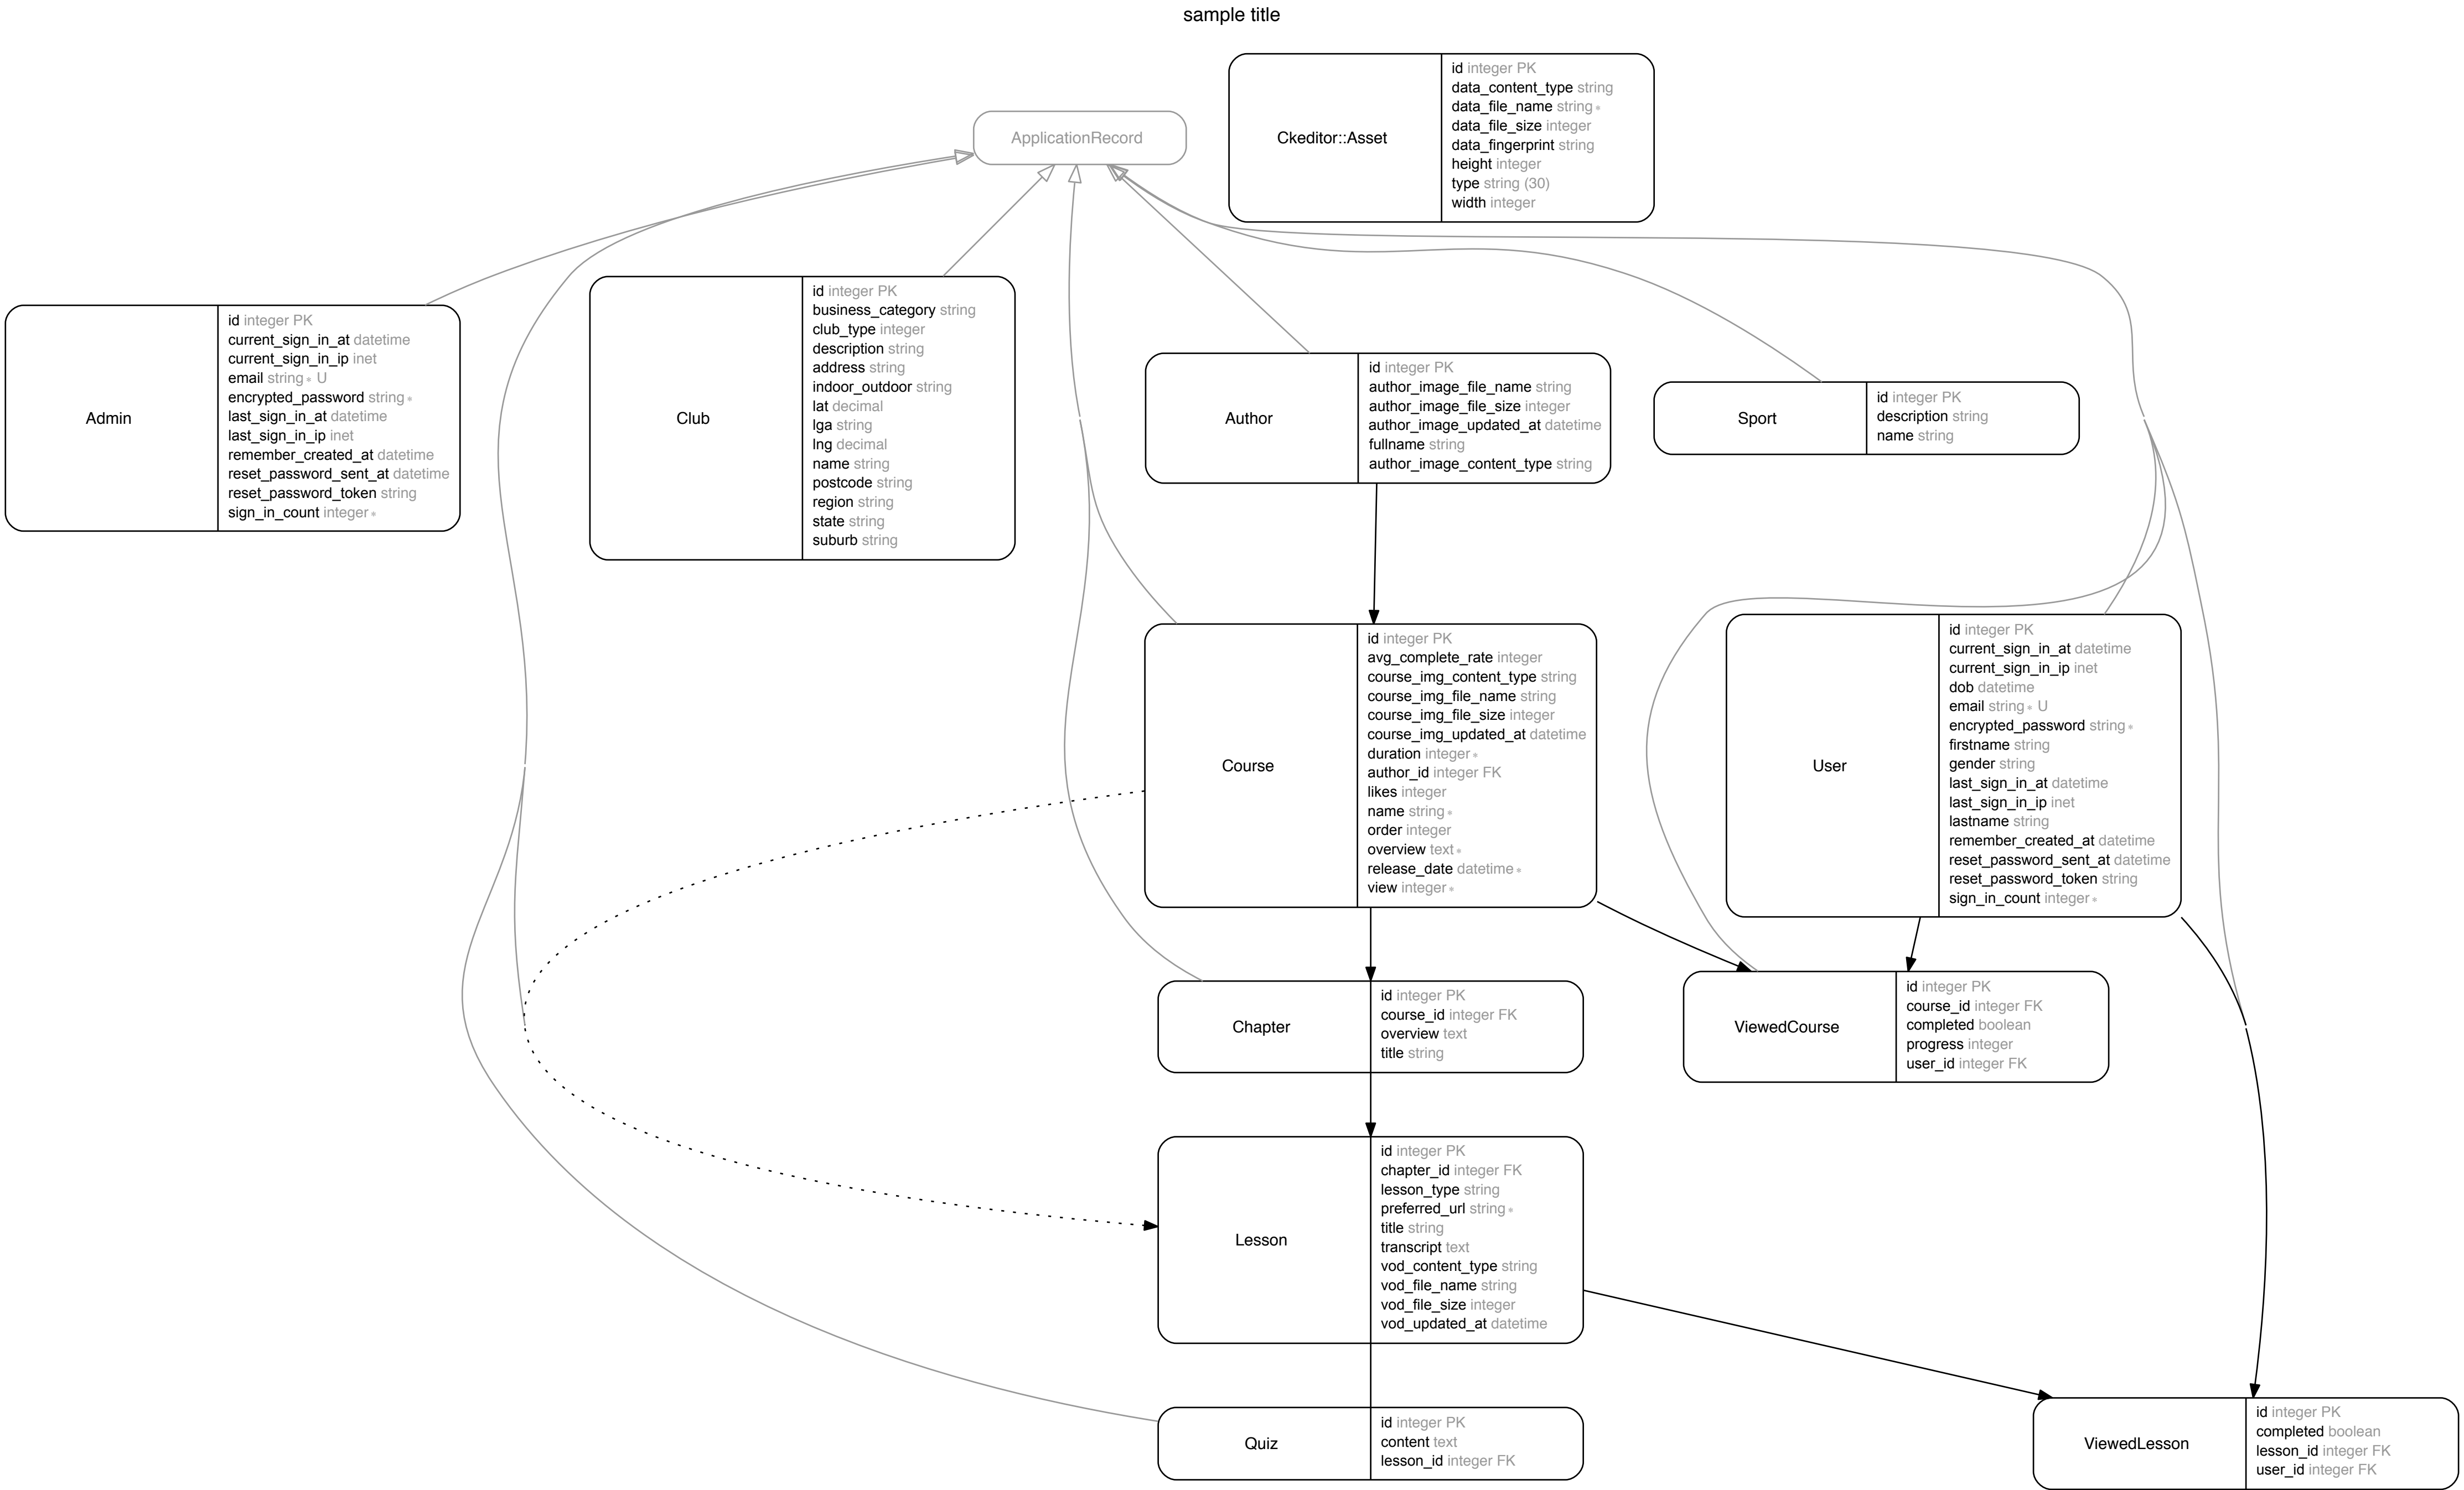 sample title
ApplicationRecord
Ckeditor::Asset
id integer PK
data_content_type string
data_file_name string *
data_file_size integer
data_fingerprint string
height integer
type string (30)
width integer
Admin
id integer PK
current_sign_in_at datetime
current_sign_in_ip inet
email string * U
encrypted_password string *
last_sign_in_at datetime
last_sign_in_ip inet
remember_created_at datetime
reset_password_sent_at datetime
reset_password_token string
sign_in_count integer *
Club
id integer PK
business_category string
club_type integer
description string
address string
indoor_outdoor string
lat decimal
lga string
lng decimal
name string
postcode string
region string
state string
suburb string
Author
id integer PK
author_image_file_name string
author_image_file_size integer
author_image_updated_at datetime
fullname string
author_image_content_type string
Sport
id integer PK
description string
name string
Course
id integer PK
avg_complete_rate integer
course_img_content_type string
course_img_file_name string
course_img_file_size integer
course_img_updated_at datetime
duration integer *
author_id integer FK
likes integer
name string *
order integer
overview text *
release_date datetime *
view integer *
User
id integer PK
current_sign_in_at datetime
current_sign_in_ip inet
dob datetime
email string * U
encrypted_password string *
firstname string
gender string
last_sign_in_at datetime
last_sign_in_ip inet
lastname string
remember_created_at datetime
reset_password_sent_at datetime
reset_password_token string
sign_in_count integer *
Chapter
id integer PK
course_id integer FK
overview text
title string
ViewedCourse
id integer PK
course_id integer FK
completed boolean
progress integer
user_id integer FK
Lesson
id integer PK
chapter_id integer FK
lesson_type string
preferred_url string *
title string
transcript text
vod_content_type string
vod_file_name string
vod_file_size integer
vod_updated_at datetime
Quiz
id integer PK
content text
lesson_id integer FK
ViewedLesson
id integer PK
completed boolean
lesson_id integer FK
user_id integer FK